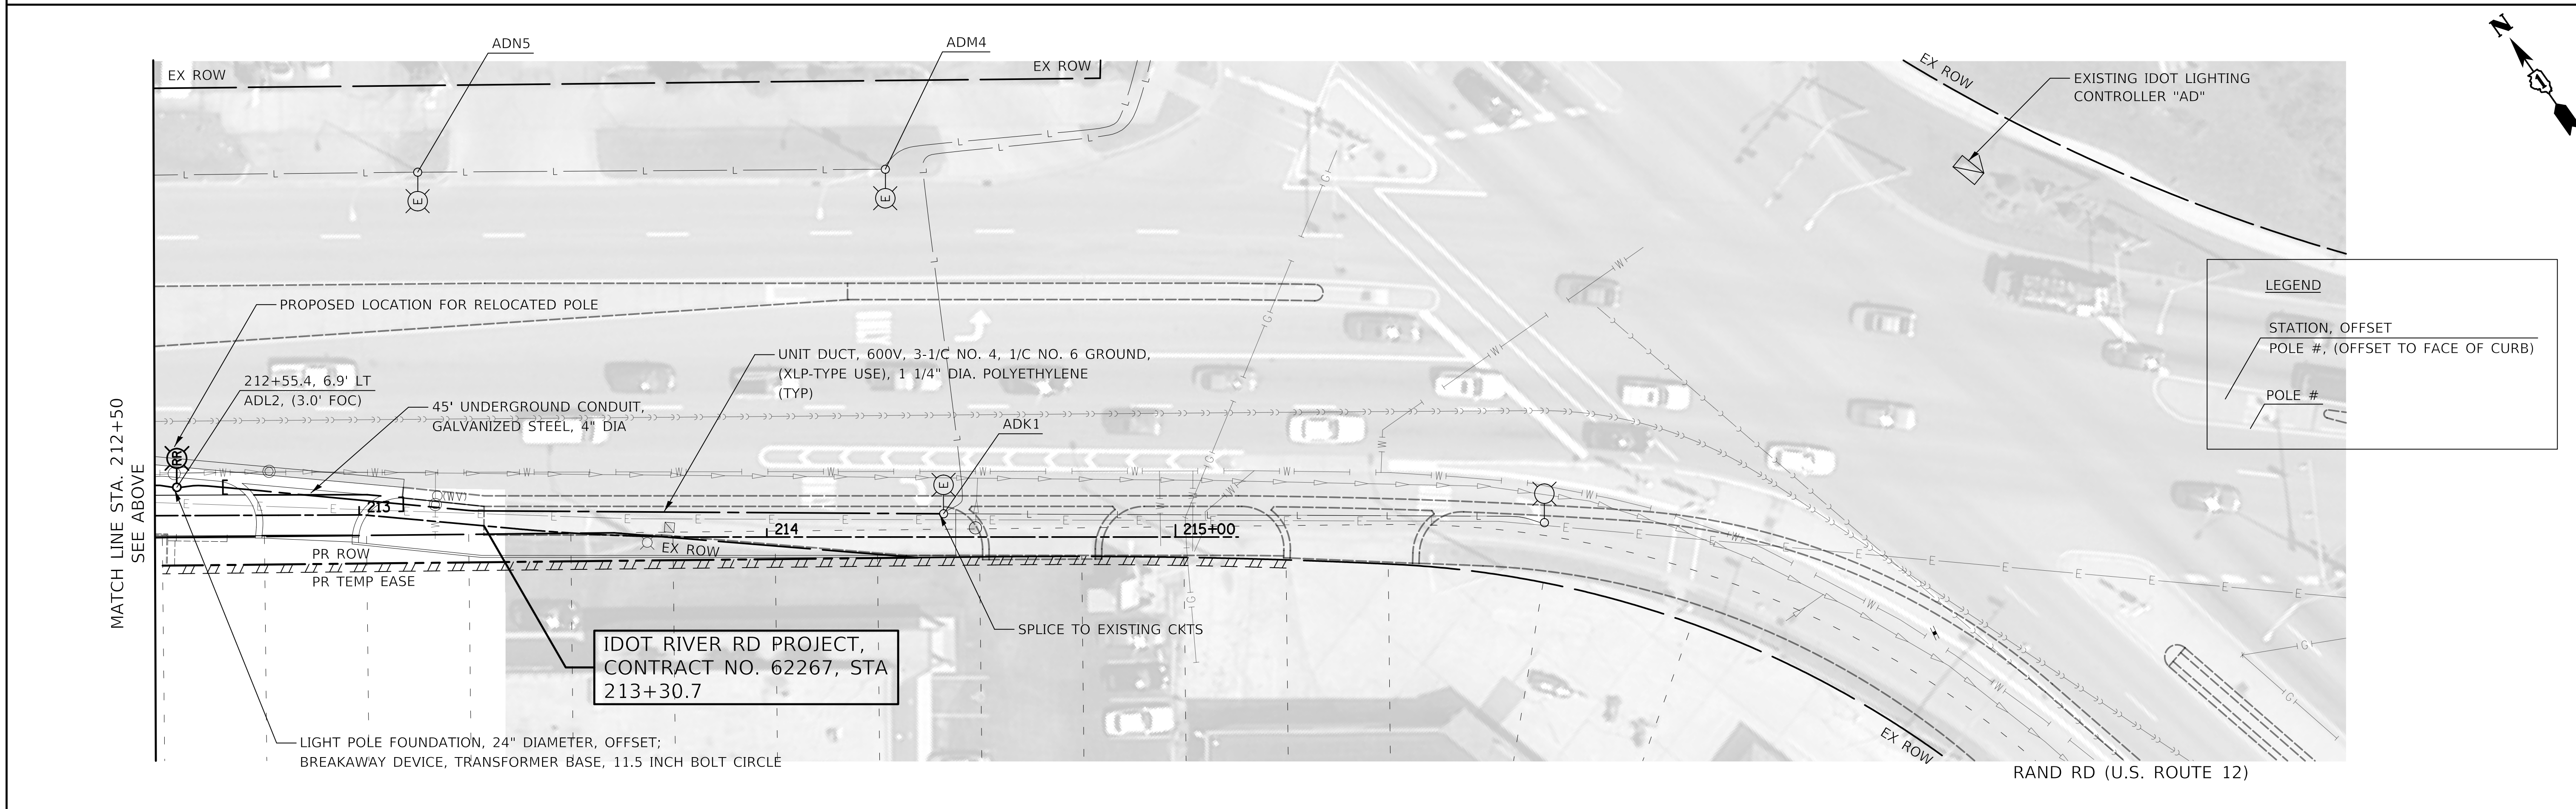 ADN5
ADM4
N
1
EX ROW
EX ROW
EX ROW
EXISTING IDOT LIGHTING
CONTROLLER "AD"
E
E
LEGEND
STATION, OFFSET
POLE #, (OFFSET TO FACE OF CURB)
POLE #
PROPOSED LOCATION FOR RELOCATED POLE
UNIT DUCT, 600V, 3-1/C NO. 4, 1/C NO. 6 GROUND,
(XLP-TYPE USE), 1 1/4" DIA. POLYETHYLENE
(TYP)
212+55.4, 6.9' LT
ADL2, (3.0' FOC)
45' UNDERGROUND CONDUIT,
GALVANIZED STEEL, 4" DIA
ADK1
MATCH LINE STA. 212+50
SEE ABOVE
RR
E
(WV)
213
214
215+00
EX ROW
PR ROW
PR TEMP EASE
SPLICE TO EXISTING CKTS
IDOT RIVER RD PROJECT,
CONTRACT NO. 62267, STA
213+30.7
LIGHT POLE FOUNDATION, 24" DIAMETER, OFFSET;
BREAKAWAY DEVICE, TRANSFORMER BASE, 11.5 INCH BOLT CIRCLE
EX ROW
RAND RD (U.S. ROUTE 12)